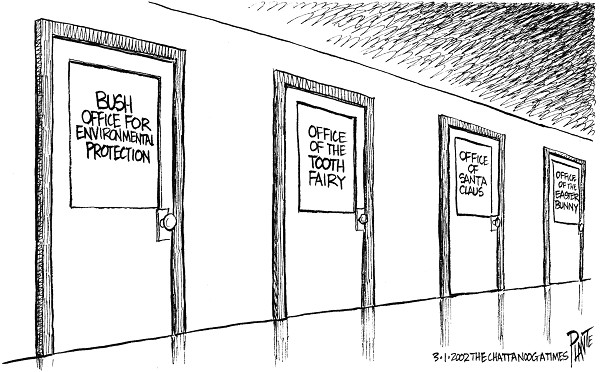 BUSH
OFFICE FOR
ENVIRONMENTAL
PROTECTION
OFFICE
OF THE
TOOTH
FAIRY
OFFICE
OF
SANTA
CLAUS
OFFICE
OF THE
EASTER
BUNNY
3·1·2002 THE CHATTANOOGA TIMES
PLANTE